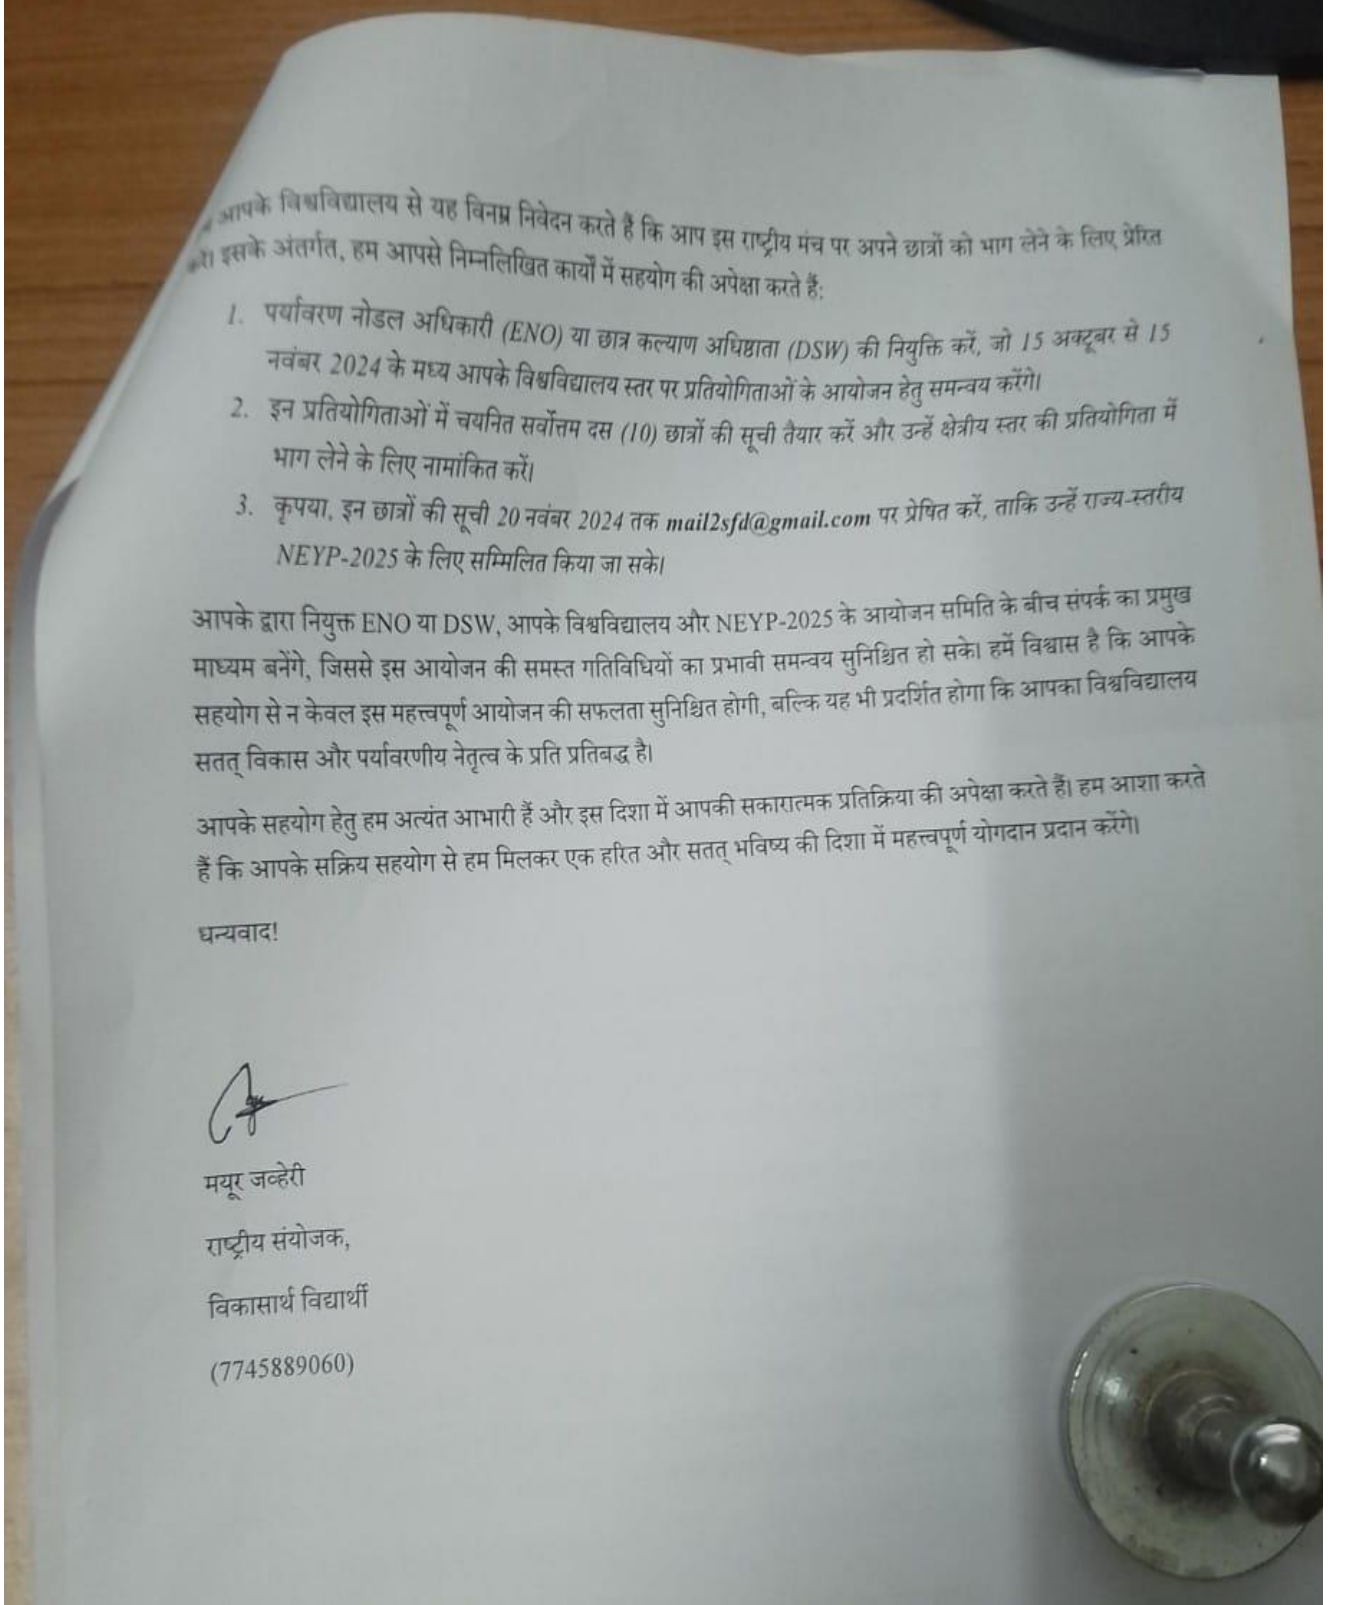 आपके विश्वविद्यालय से यह विनम्र निवेदन करते हैं कि आप इस राष्ट्रीय मंच पर अपने छात्रों को भाग लेने के लिए प्रेरित
इसके अंतर्गत, हम आपसे निम्नलिखित कार्यों में सहयोग की अपेक्षा करते हैं:
1. पर्यावरण नोडल अधिकारी (ENO) या छात्र कल्याण अधिष्ठाता (DSW) की नियुक्ति करें, जो 15 अक्टूबर से 15
नवंबर 2024 के मध्य आपके विश्वविद्यालय स्तर पर प्रतियोगिताओं के आयोजन हेतु समन्वय करेंगे।
2. इन प्रतियोगिताओं में चयनित सर्वोत्तम दस (10) छात्रों की सूची तैयार करें और उन्हें क्षेत्रीय स्तर की प्रतियोगिता में
भाग लेने के लिए नामांकित करें।
3. कृपया, इन छात्रों की सूची 20 नवंबर 2024 तक mail2sfd@gmail.com पर प्रेषित करें, ताकि उन्हें राज्य-स्तरीय
NEYP-2025 के लिए सम्मिलित किया जा सके।
आपके द्वारा नियुक्त ENO या DSW, आपके विश्वविद्यालय और NEYP-2025 के आयोजन समिति के बीच संपर्क का प्रमुख
माध्यम बनेंगे, जिससे इस आयोजन की समस्त गतिविधियों का प्रभावी समन्वय सुनिश्चित हो सके। हमें विश्वास है कि आपके
सहयोग से न केवल इस महत्त्वपूर्ण आयोजन की सफलता सुनिश्चित होगी, बल्कि यह भी प्रदर्शित होगा कि आपका विश्वविद्यालय
सतत् विकास और पर्यावरणीय नेतृत्व के प्रति प्रतिबद्ध है।
आपके सहयोग हेतु हम अत्यंत आभारी हैं और इस दिशा में आपकी सकारात्मक प्रतिक्रिया की अपेक्षा करते हैं। हम आशा करते
हैं कि आपके सक्रिय सहयोग से हम मिलकर एक हरित और सतत् भविष्य की दिशा में महत्त्वपूर्ण योगदान प्रदान करेंगे।
धन्यवाद!
मयूर जव्हेरी
राष्ट्रीय संयोजक,
विकासार्थ विद्यार्थी
(7745889060)